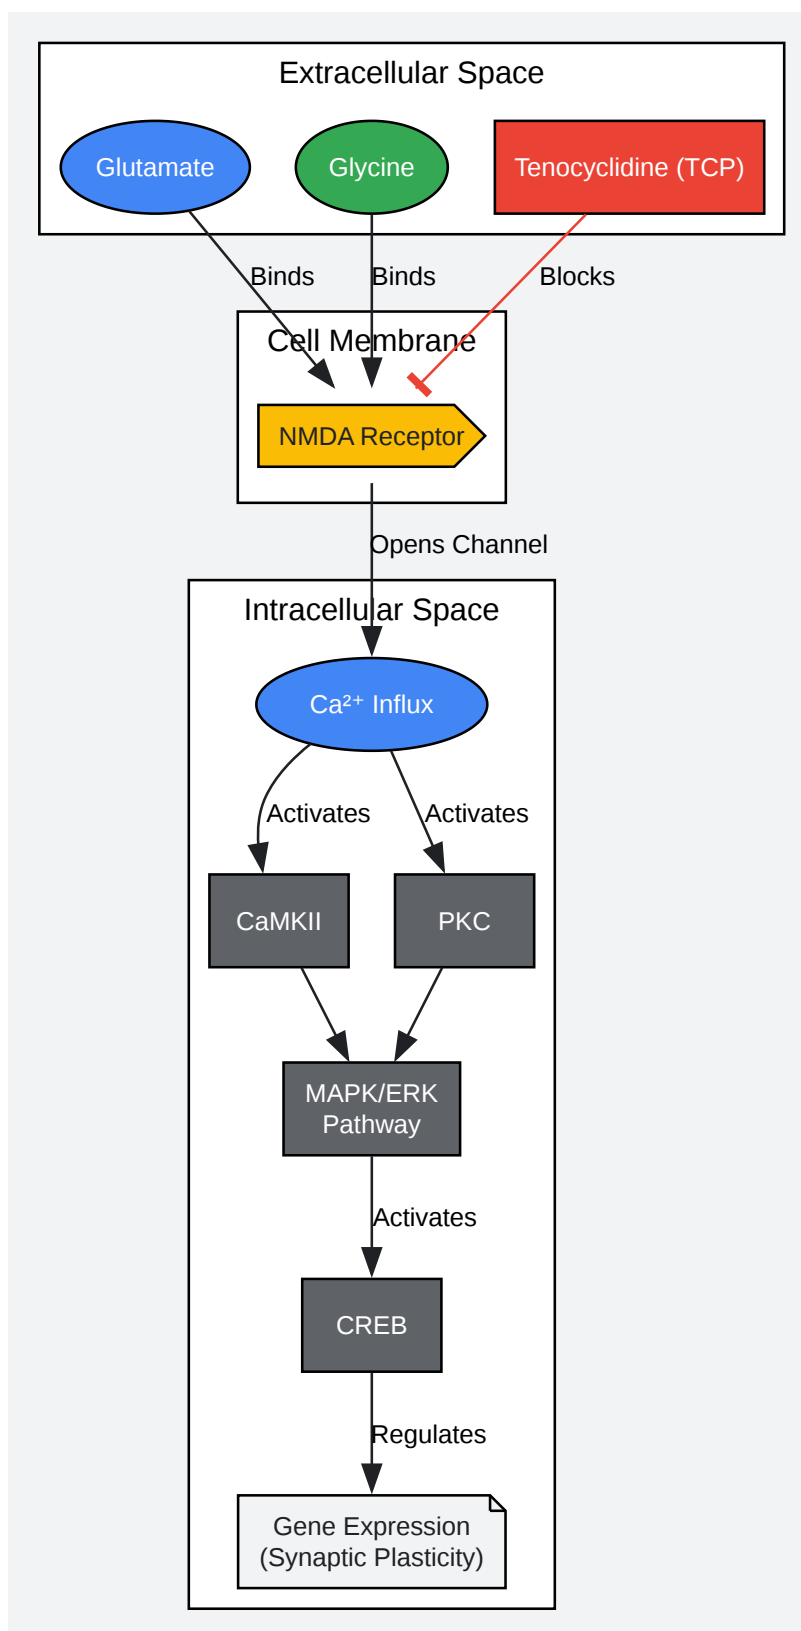 Extracellular Space
Glutamate
Glycine
Tenocyclidine (TCP)
Binds
Binds
Blocks
Cell Membrane
NMDA Receptor
Opens Channel
Intracellular Space
Ca²⁺ Influx
Activates
Activates
CaMKII
PKC
MAPK/ERK
Pathway
Activates
CREB
Regulates
Gene Expression
(Synaptic Plasticity)